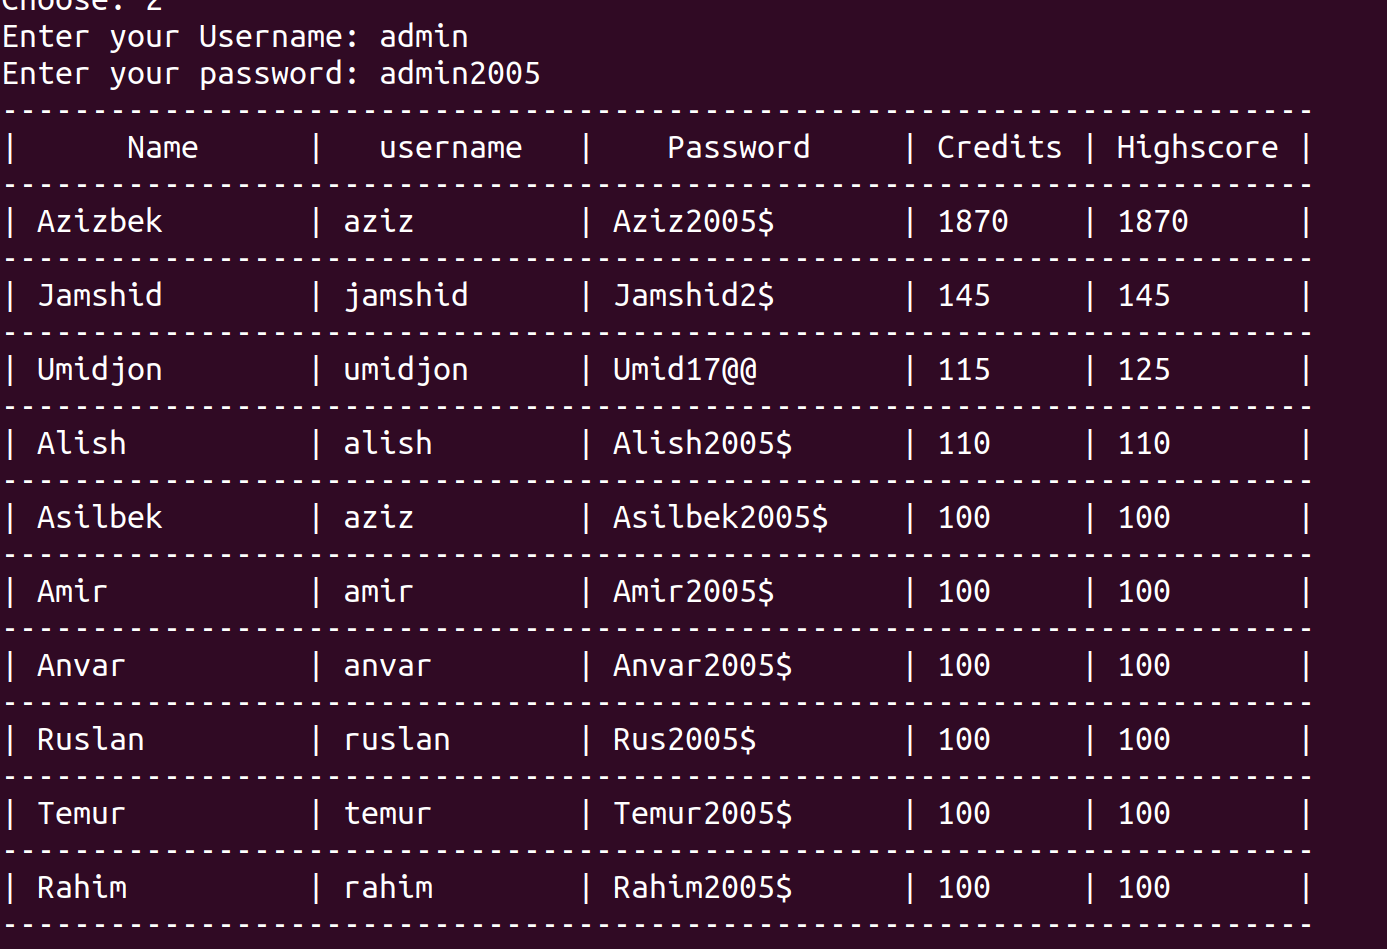 Choose: 2
Enter your Username: admin
Enter your password: admin2005
-------------------------------------------------------------------------
|      Name      |   username   |    Password     | Credits | Highscore |
-------------------------------------------------------------------------
| Azizbek        | aziz         | Aziz2005$       | 1870    | 1870      |
-------------------------------------------------------------------------
| Jamshid        | jamshid      | Jamshid2$       | 145     | 145       |
-------------------------------------------------------------------------
| Umidjon        | umidjon      | Umid17@@        | 115     | 125       |
-------------------------------------------------------------------------
| Alish          | alish        | Alish2005$      | 110     | 110       |
-------------------------------------------------------------------------
| Asilbek        | aziz         | Asilbek2005$    | 100     | 100       |
-------------------------------------------------------------------------
| Amir           | amir         | Amir2005$       | 100     | 100       |
-------------------------------------------------------------------------
| Anvar          | anvar        | Anvar2005$      | 100     | 100       |
-------------------------------------------------------------------------
| Ruslan         | ruslan       | Rus2005$        | 100     | 100       |
-------------------------------------------------------------------------
| Temur          | temur        | Temur2005$      | 100     | 100       |
-------------------------------------------------------------------------
| Rahim          | rahim        | Rahim2005$      | 100     | 100       |
-------------------------------------------------------------------------